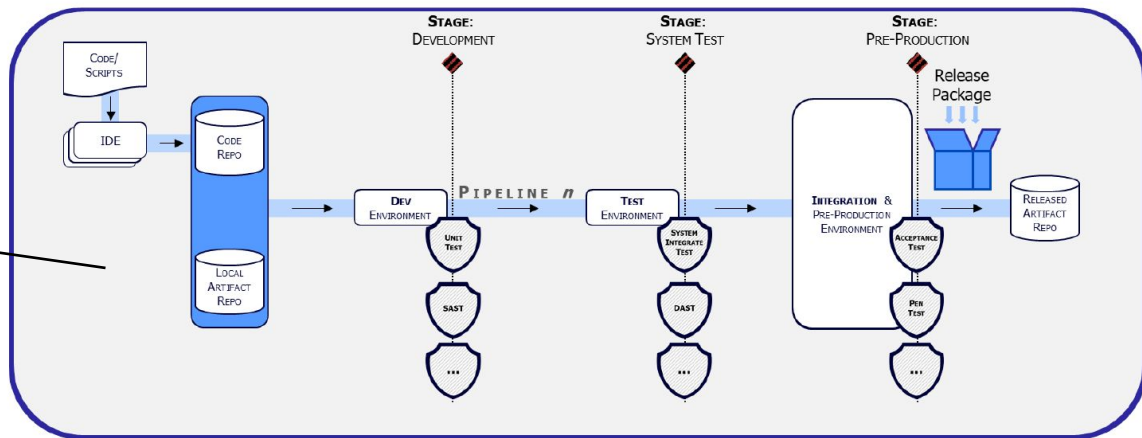 STAGE:
DEVELOPMENT
STAGE:
SYSTEM TEST
STAGE:
PRE-PRODUCTION
CODE/
SCRIPTS
IDE
CODE
REPO
LOCAL
ARTIFACT
REPO
DEV
ENVIRONMENT
PIPELINE n
UNIT
TEST
SAST
...
TEST
ENVIRONMENT
SYSTEM
INTEGRATE
TEST
DAST
...
INTEGRATION &
PRE-PRODUCTION
ENVIRONMENT
ACCEPTANCE
TEST
PEN
TEST
...
Release
Package
RELEASED
ARTIFACT
REPO